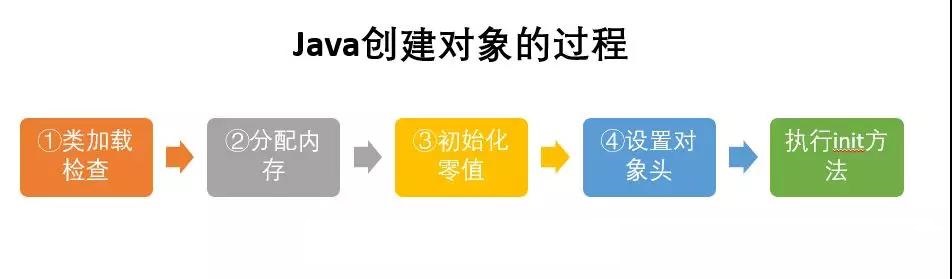 Java创建对象的过程
①类加载
检查
②分配内
存
③初始化
零值
④设置对
象头
执行init方
法